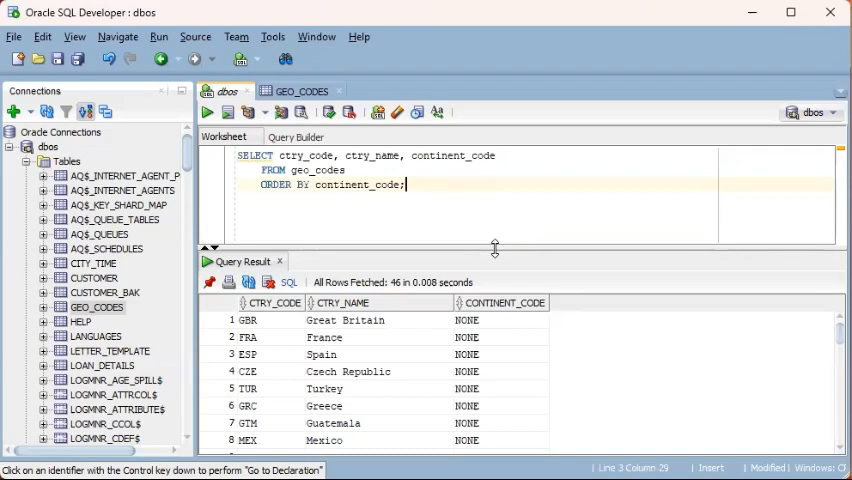 Oracle SQL Developer : dbos
File Edit View Navigate Run Source Team Tools Window Help
Connections
dbos
GEO_CODES
dbos
Worksheet Query Builder
Oracle Connections
dbos
Tables
AQ$_INTERNET_AGENT_P
AQ$_INTERNET_AGENTS
AQ$_KEY_SHARD_MAP
AQ$_QUEUE_TABLES
AQ$_QUEUES
AQ$_SCHEDULES
CITY_TIME
CUSTOMER
CUSTOMER_BAK
GEO_CODES
HELP
LANGUAGES
LETTER_TEMPLATE
LOAN_DETAILS
LOGMNR_AGE_SPILL$
LOGMNR_ATTRCOL$
LOGMNR_ATTRIBUTE$
LOGMNR_CCOL$
LOGMNR_CDEF$
SELECT ctry_code, ctry_name, continent_code
FROM geo_codes
ORDER BY continent_code;
Query Result
SQL | All Rows Fetched: 46 in 0.008 seconds
CTRY_CODE CTRY_NAME CONTINENT_CODE
1 GBR Great Britain NONE
2 FRA France NONE
3 ESP Spain NONE
4 CZE Czech Republic NONE
5 TUR Turkey NONE
6 GRC Greece NONE
7 GTM Guatemala NONE
8 MEX Mexico NONE
Click on an identifier with the Control key down to perform "Go to Declaration"
Line 3 Column 29 | Insert | Modified | Windows: CF